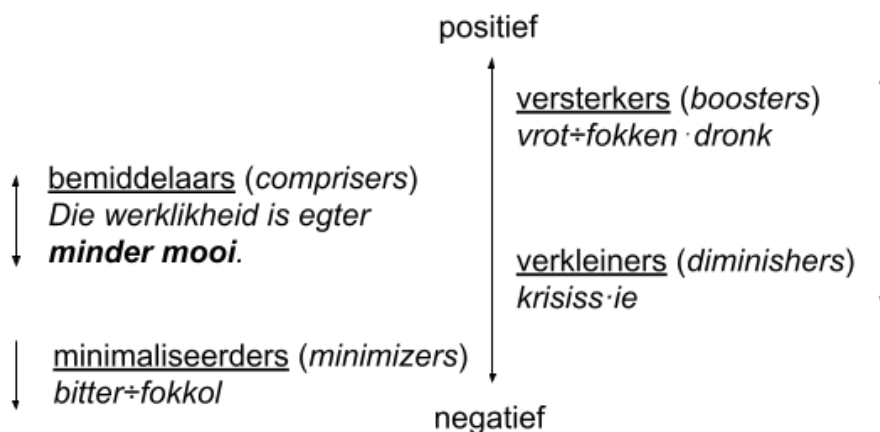 positief
versterkers (boosters)
vrot÷fokken ·dronk
bemiddelaars (comprisers)
Die werklikheid is egter
minder mooi.
verkleiners (diminishers)
krisiss·ie
minimaliseerders (minimizers)
bitter÷fokkol
negatief